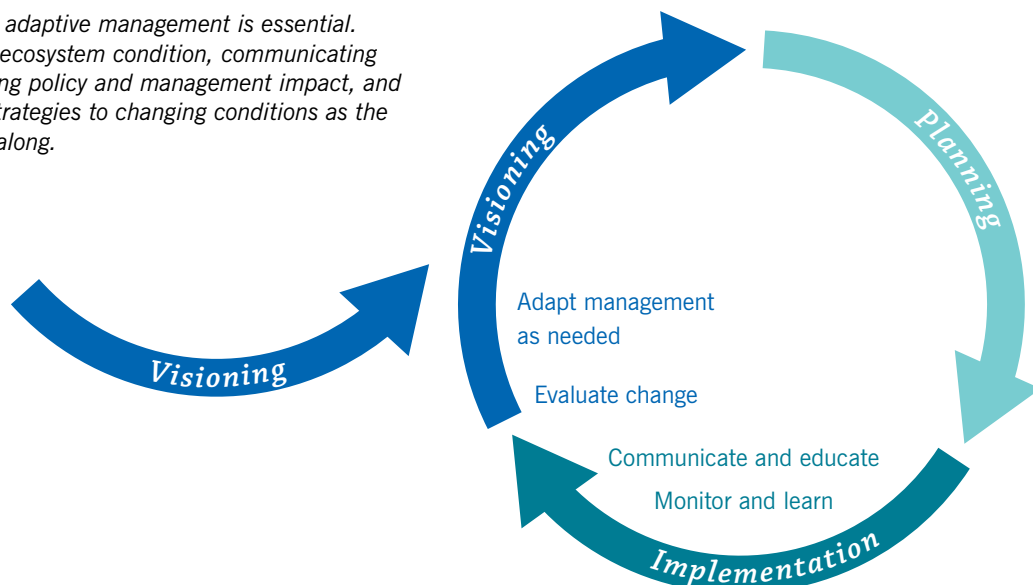 adaptive management is essential.
ecosystem condition, communicating
ng policy and management impact, and
trategies to changing conditions as the
along.
Visioning
Visioning
Planning
Adapt management
as needed
Evaluate change
Communicate and educate
Monitor and learn
Implementation